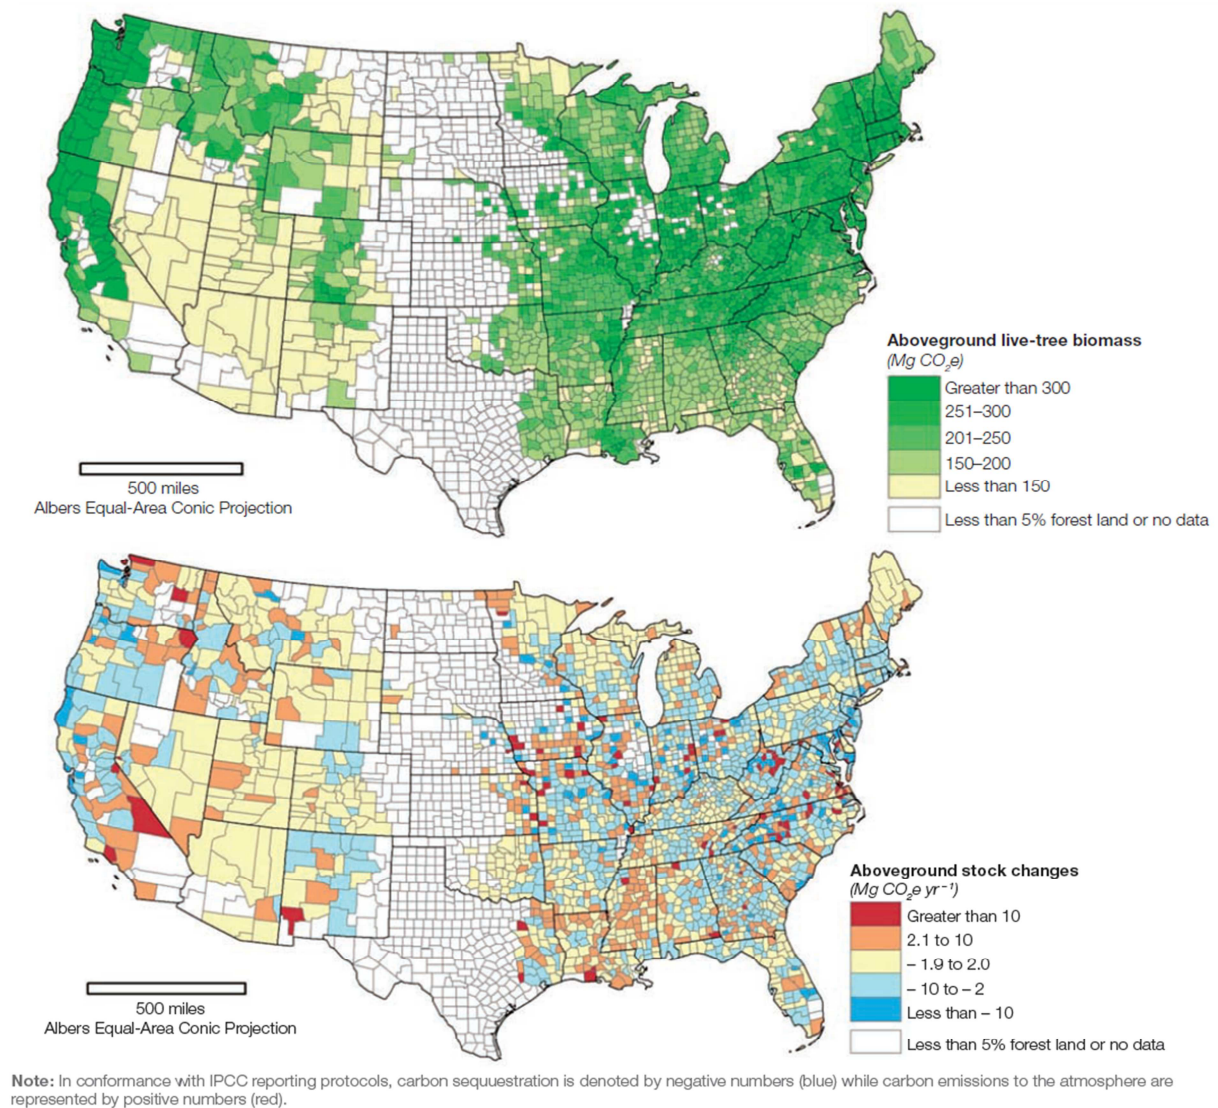 Aboveground live-tree biomass
(Mg CO2e)
Greater than 300
251–300
201–250
150–200
Less than 150
Less than 5% forest land or no data
500 miles
Albers Equal-Area Conic Projection
Aboveground stock changes
(Mg CO2e yr−1)
Greater than 10
2.1 to 10
– 1.9 to 2.0
– 10 to – 2
Less than – 10
Less than 5% forest land or no data
500 miles
Albers Equal-Area Conic Projection
Note: In conformance with IPCC reporting protocols, carbon sequuestration is denoted by negative numbers (blue) while carbon emissions to the atmosphere are
represented by positive numbers (red).